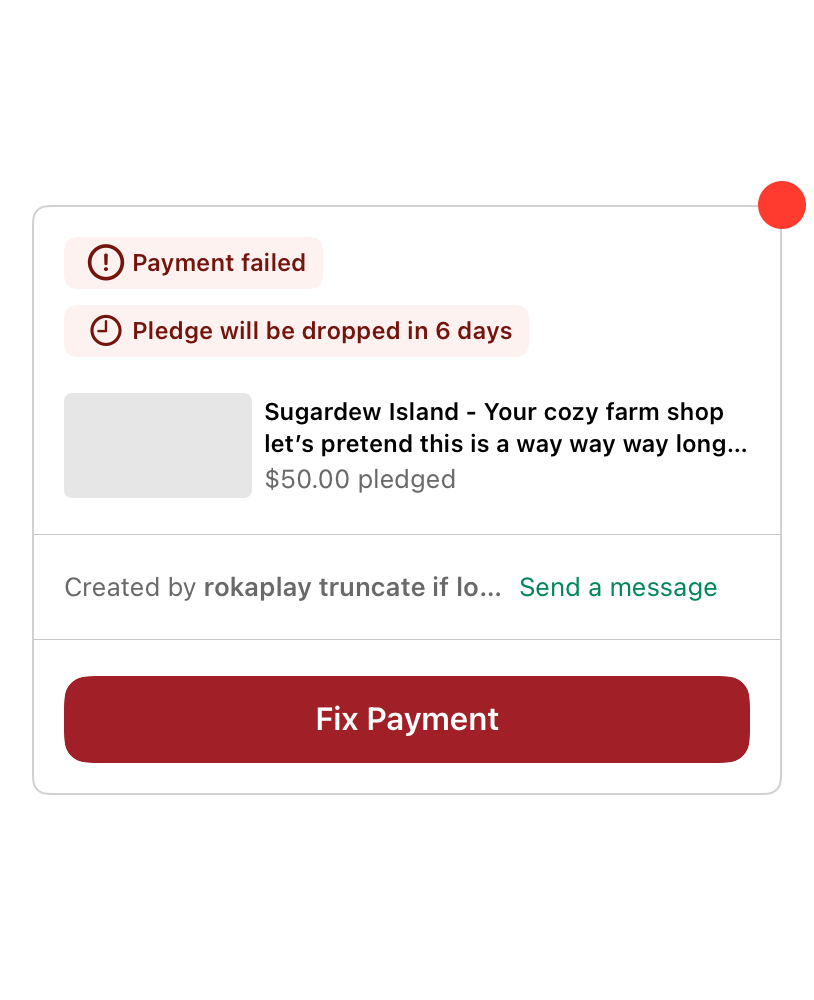 Payment failed
Pledge will be dropped in 6 days
Sugardew Island - Your cozy farm shop
let’s pretend this is a way way way long...
$50.00 pledged
Created by rokaplay truncate if lo... Send a message
Fix Payment